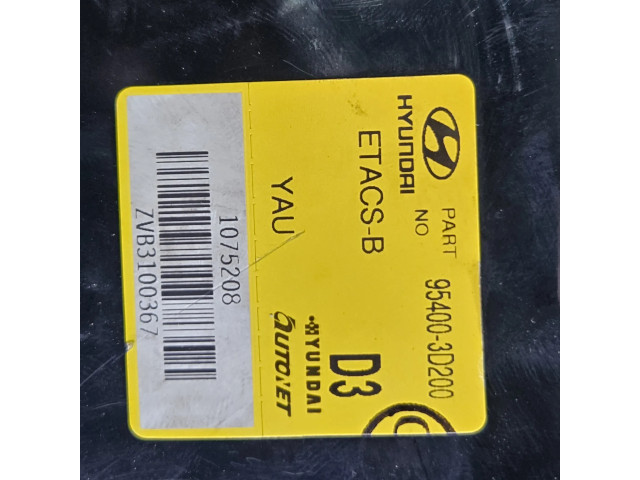 HYUNDAI
PART NO 95400-3D200
ETACS-B
D3
YAU
HYUNDAI
AUTONET
1075208
ZVB3100367